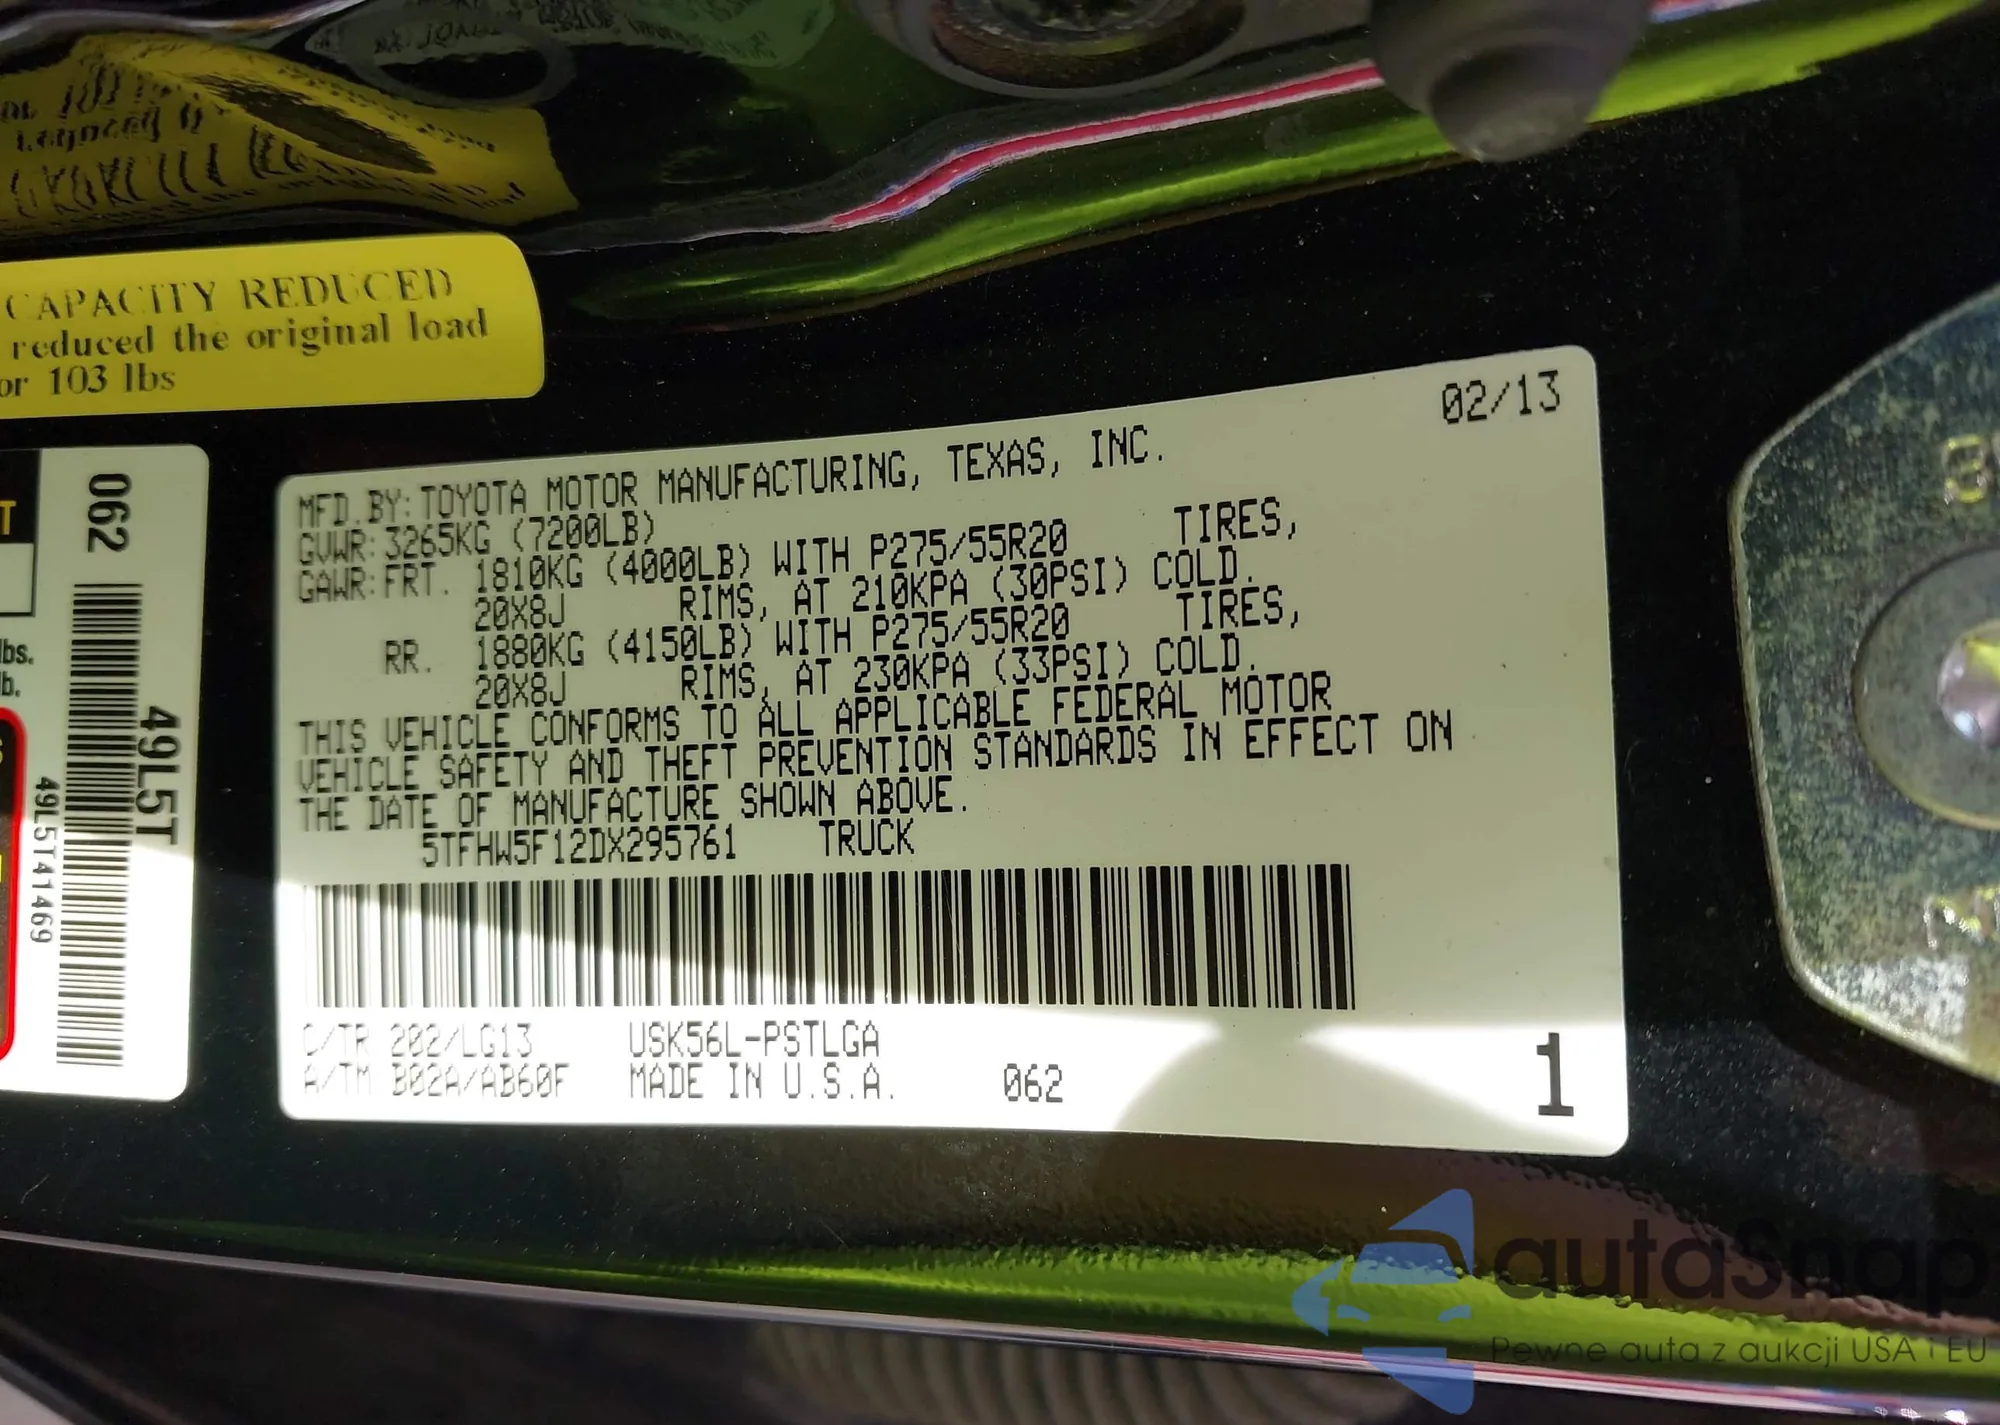 CAPACITY REDUCED
reduced the original load
or 103 lbs
02/13
MFD.BY:TOYOTA MOTOR MANUFACTURING, TEXAS, INC.
GVWR:3265KG (7200LB)
GAWR:FRT. 1810KG (4000LB) WITH P275/55R20 TIRES,
20X8J RIMS, AT 210KPA (30PSI) COLD.
RR. 1880KG (4150LB) WITH P275/55R20 TIRES,
20X8J RIMS, AT 230KPA (33PSI) COLD.
THIS VEHICLE CONFORMS TO ALL APPLICABLE FEDERAL MOTOR
VEHICLE SAFETY AND THEFT PREVENTION STANDARDS IN EFFECT ON
THE DATE OF MANUFACTURE SHOWN ABOVE.
5TFHW5F12DX295761 TRUCK
C/TR 202/LG13 USK56L-PSTLGA
A/TM B02A/AB60F MADE IN U.S.A. 062
1
062
49L5T
49L5T41469
lbs.
lb.
autaSnap
Pewne auta z aukcji USA i EU